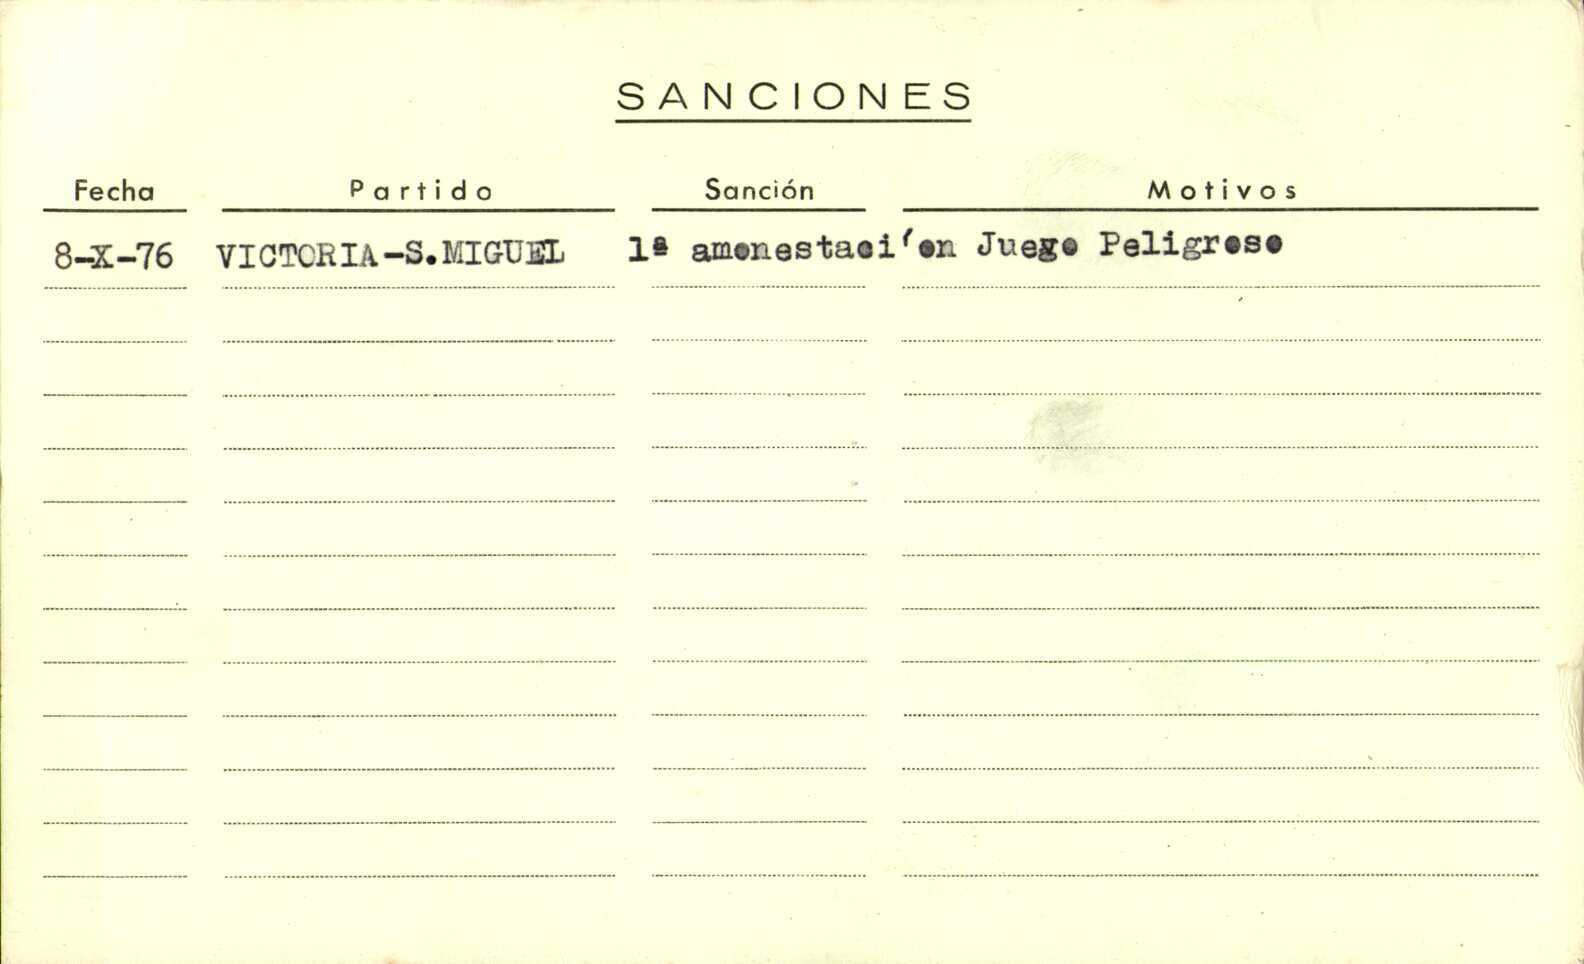 SANCIONES
Fecha Partido Sanción Motivos
8-X-76 VICTORIA-S.MIGUEL 1ª amonestaci´on Juego Peligroso